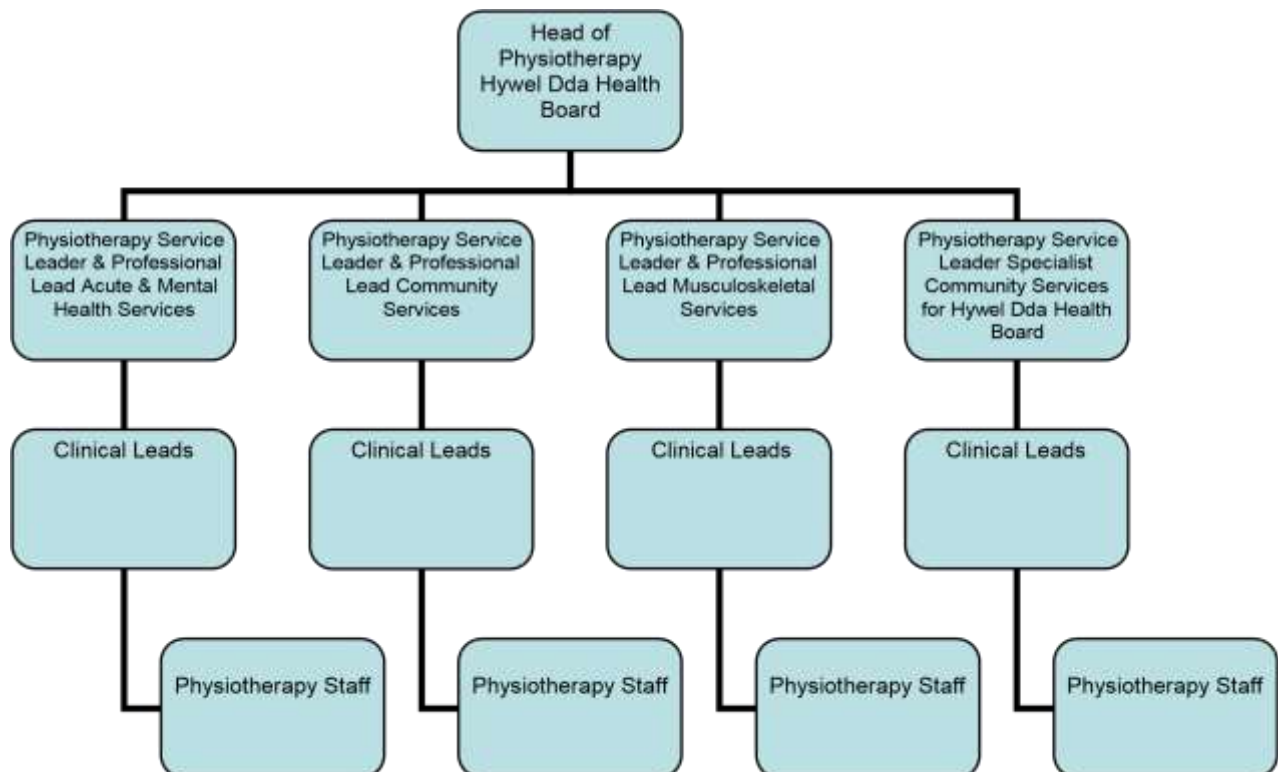 Head of
Physiotherapy
Hywel Dda Health
Board
Physiotherapy Service
Leader & Professional
Lead Acute & Mental
Health Services
Physiotherapy Service
Leader & Professional
Lead Community
Services
Physiotherapy Service
Leader & Professional
Lead Musculoskeletal
Services
Physiotherapy Service
Leader Specialist
Community Services
for Hywel Dda Health
Board
Clinical Leads
Clinical Leads
Clinical Leads
Clinical Leads
Physiotherapy Staff
Physiotherapy Staff
Physiotherapy Staff
Physiotherapy Staff